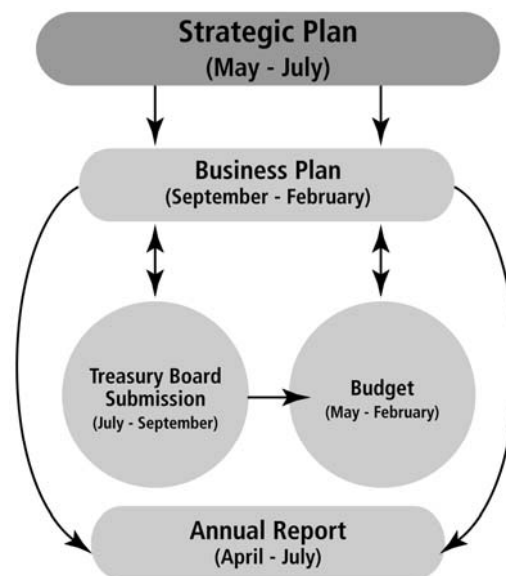 Strategic Plan
(May - July)
Business Plan
(September - February)
Treasury Board
Submission
(July - September)
Budget
(May - February)
Annual Report
(April - July)